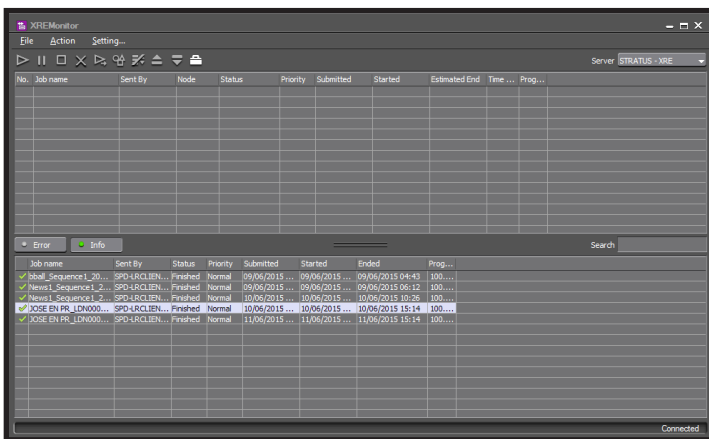 XREMonitor
File Action Setting...
Server STRATUS - XRE
No. Job name Sent By Node Status Priority Submitted Started Estimated End Time ... Prog...
Error Info Search
Job name Sent By Status Priority Submitted Started Ended Prog...
bball_Sequence1_20... SPD-LRCLIEN... Finished Normal 09/06/2015 ... 09/06/2015 ... 09/06/2015 04:43 100....
News1_Sequence1_2... SPD-LRCLIEN... Finished Normal 09/06/2015 ... 09/06/2015 ... 09/06/2015 06:12 100....
News1_Sequence1_2... SPD-LRCLIEN... Finished Normal 10/06/2015 ... 10/06/2015 ... 10/06/2015 10:26 100....
JOSE EN PR_LDN000... SPD-LRCLIEN... Finished Normal 10/06/2015 ... 10/06/2015 ... 10/06/2015 15:14 100....
JOSE EN PR_LDN000... SPD-LRCLIEN... Finished Normal 11/06/2015 ... 11/06/2015 ... 11/06/2015 15:14 100....
Connected